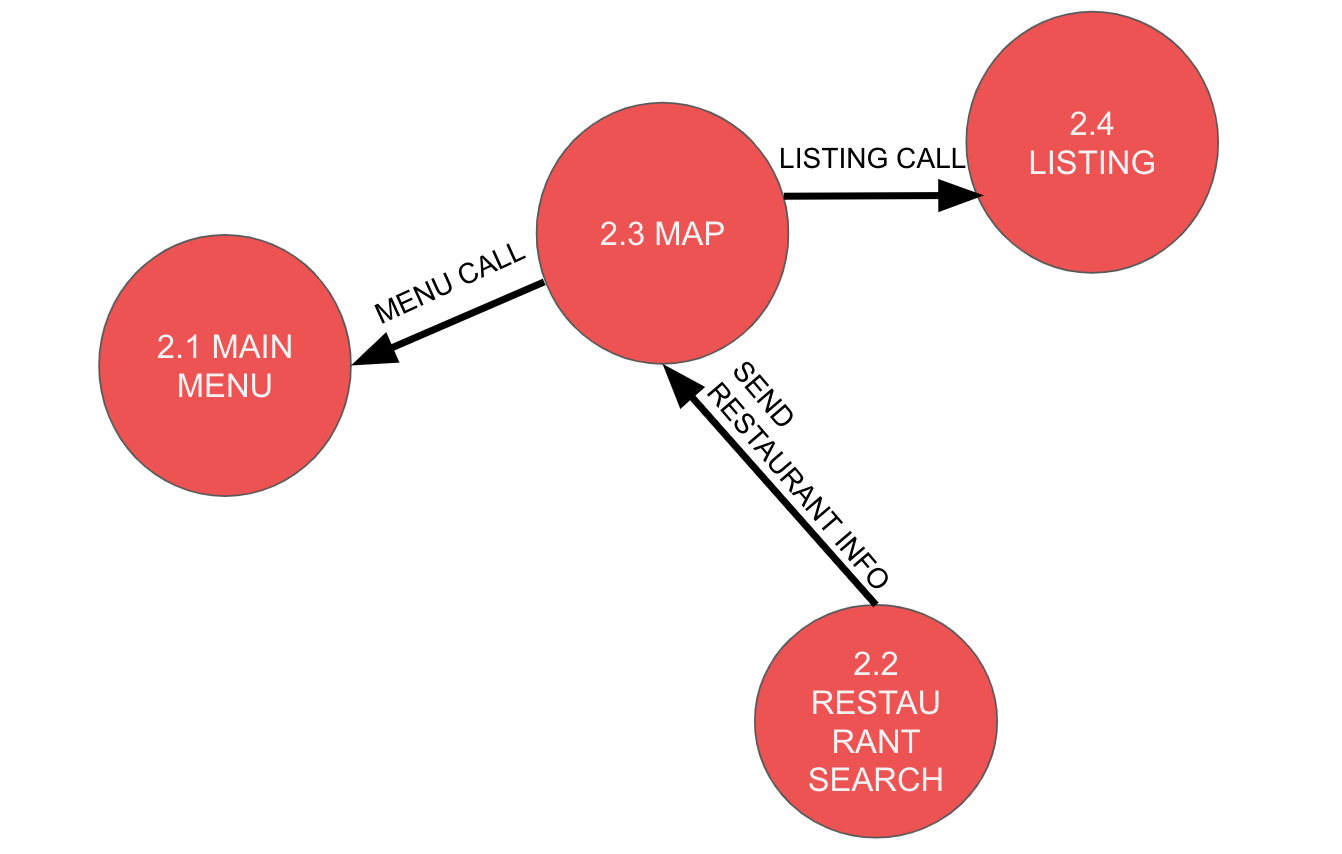 2.4
LISTING
LISTING CALL
2.3 MAP
MENU CALL
2.1 MAIN
MENU
SEND
RESTAURANT INFO
2.2
RESTAU
RANT
SEARCH